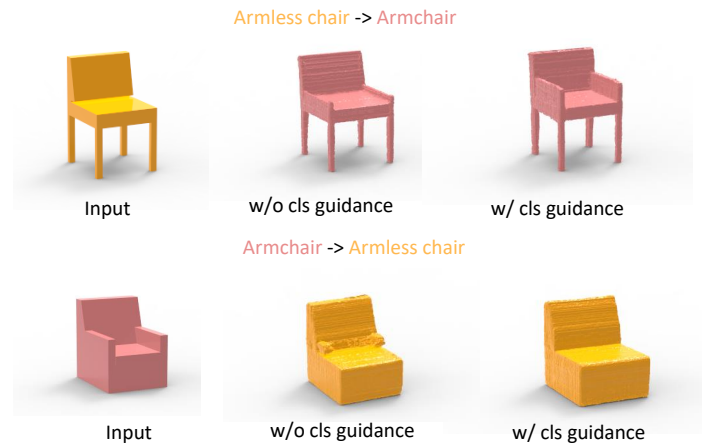 Armless chair -> Armchair
Input
w/o cls guidance
w/ cls guidance
Armchair -> Armless chair
Input
w/o cls guidance
w/ cls guidance